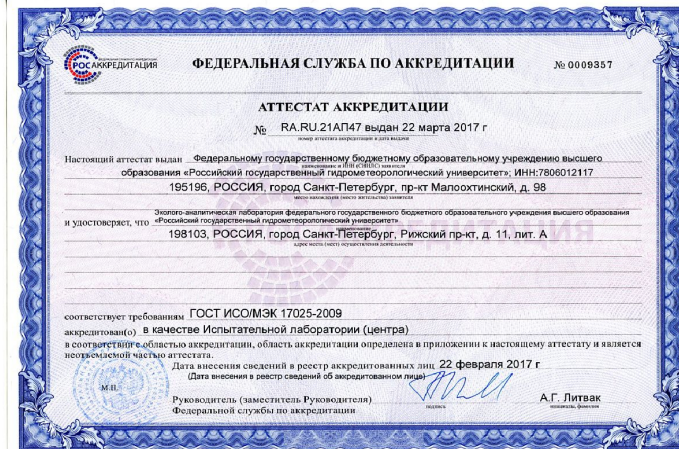 РОСАККРЕДИТАЦИЯ
ФЕДЕРАЛЬНАЯ СЛУЖБА ПО АККРЕДИТАЦИИ
№ 0009357
АТТЕСТАТ АККРЕДИТАЦИИ
№ RA.RU.21АП47 выдан 22 марта 2017 г
номер аттестата аккредитации и дата выдачи
Настоящий аттестат выдан Федеральному государственному бюджетному образовательному учреждению высшего
образования «Российский государственный гидрометеорологический университет»; ИНН:7806012117
195196, РОССИЯ, город Санкт-Петербург, пр-кт Малоохтинский, д. 98
место нахождения (место жительства) заявителя
Эколого-аналитическая лаборатория федерального государственного бюджетного образовательного учреждения высшего образования
и удостоверяет, что «Российский государственный гидрометеорологический университет»
198103, РОССИЯ, город Санкт-Петербург, Рижский пр-кт, д. 11, лит. А
адрес места (мест) осуществления деятельности
соответствует требованиям ГОСТ ИСО/МЭК 17025-2009
аккредитован(о) в качестве Испытательной лаборатории (центра)
в соответствии с областью аккредитации, область аккредитации определена в приложении к настоящему аттестату и является
неотъемлемой частью аттестата.
Дата внесения сведений в реестр аккредитованных лиц 22 февраля 2017 г
(Дата внесения в реестр сведений об аккредитованном лице)
М.П.
Руководитель (заместитель Руководителя)
Федеральной службы по аккредитации
подпись
А.Г. Литвак
инициалы, фамилия